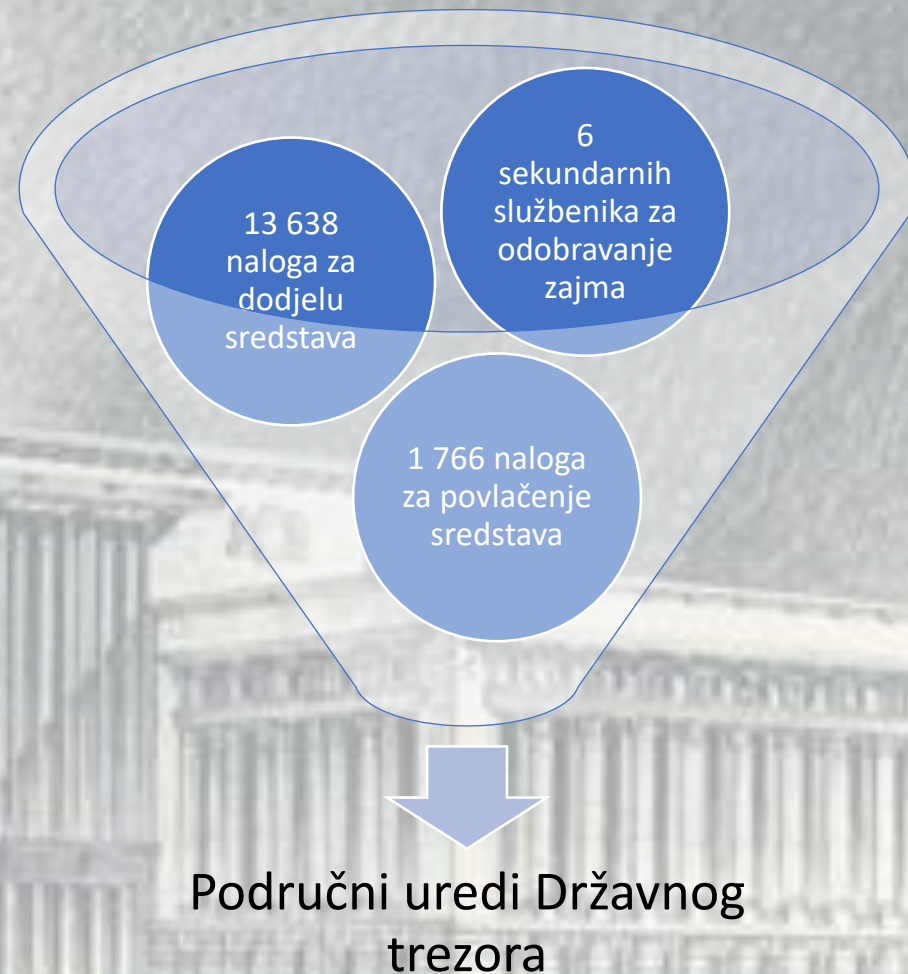 13 638
naloga za
dodjelu
sredstava
6
sekundarnih
službenika za
odobravanje
zajma
1 766 naloga
za povlačenje
sredstava
Područni uredi Državnog
trezora